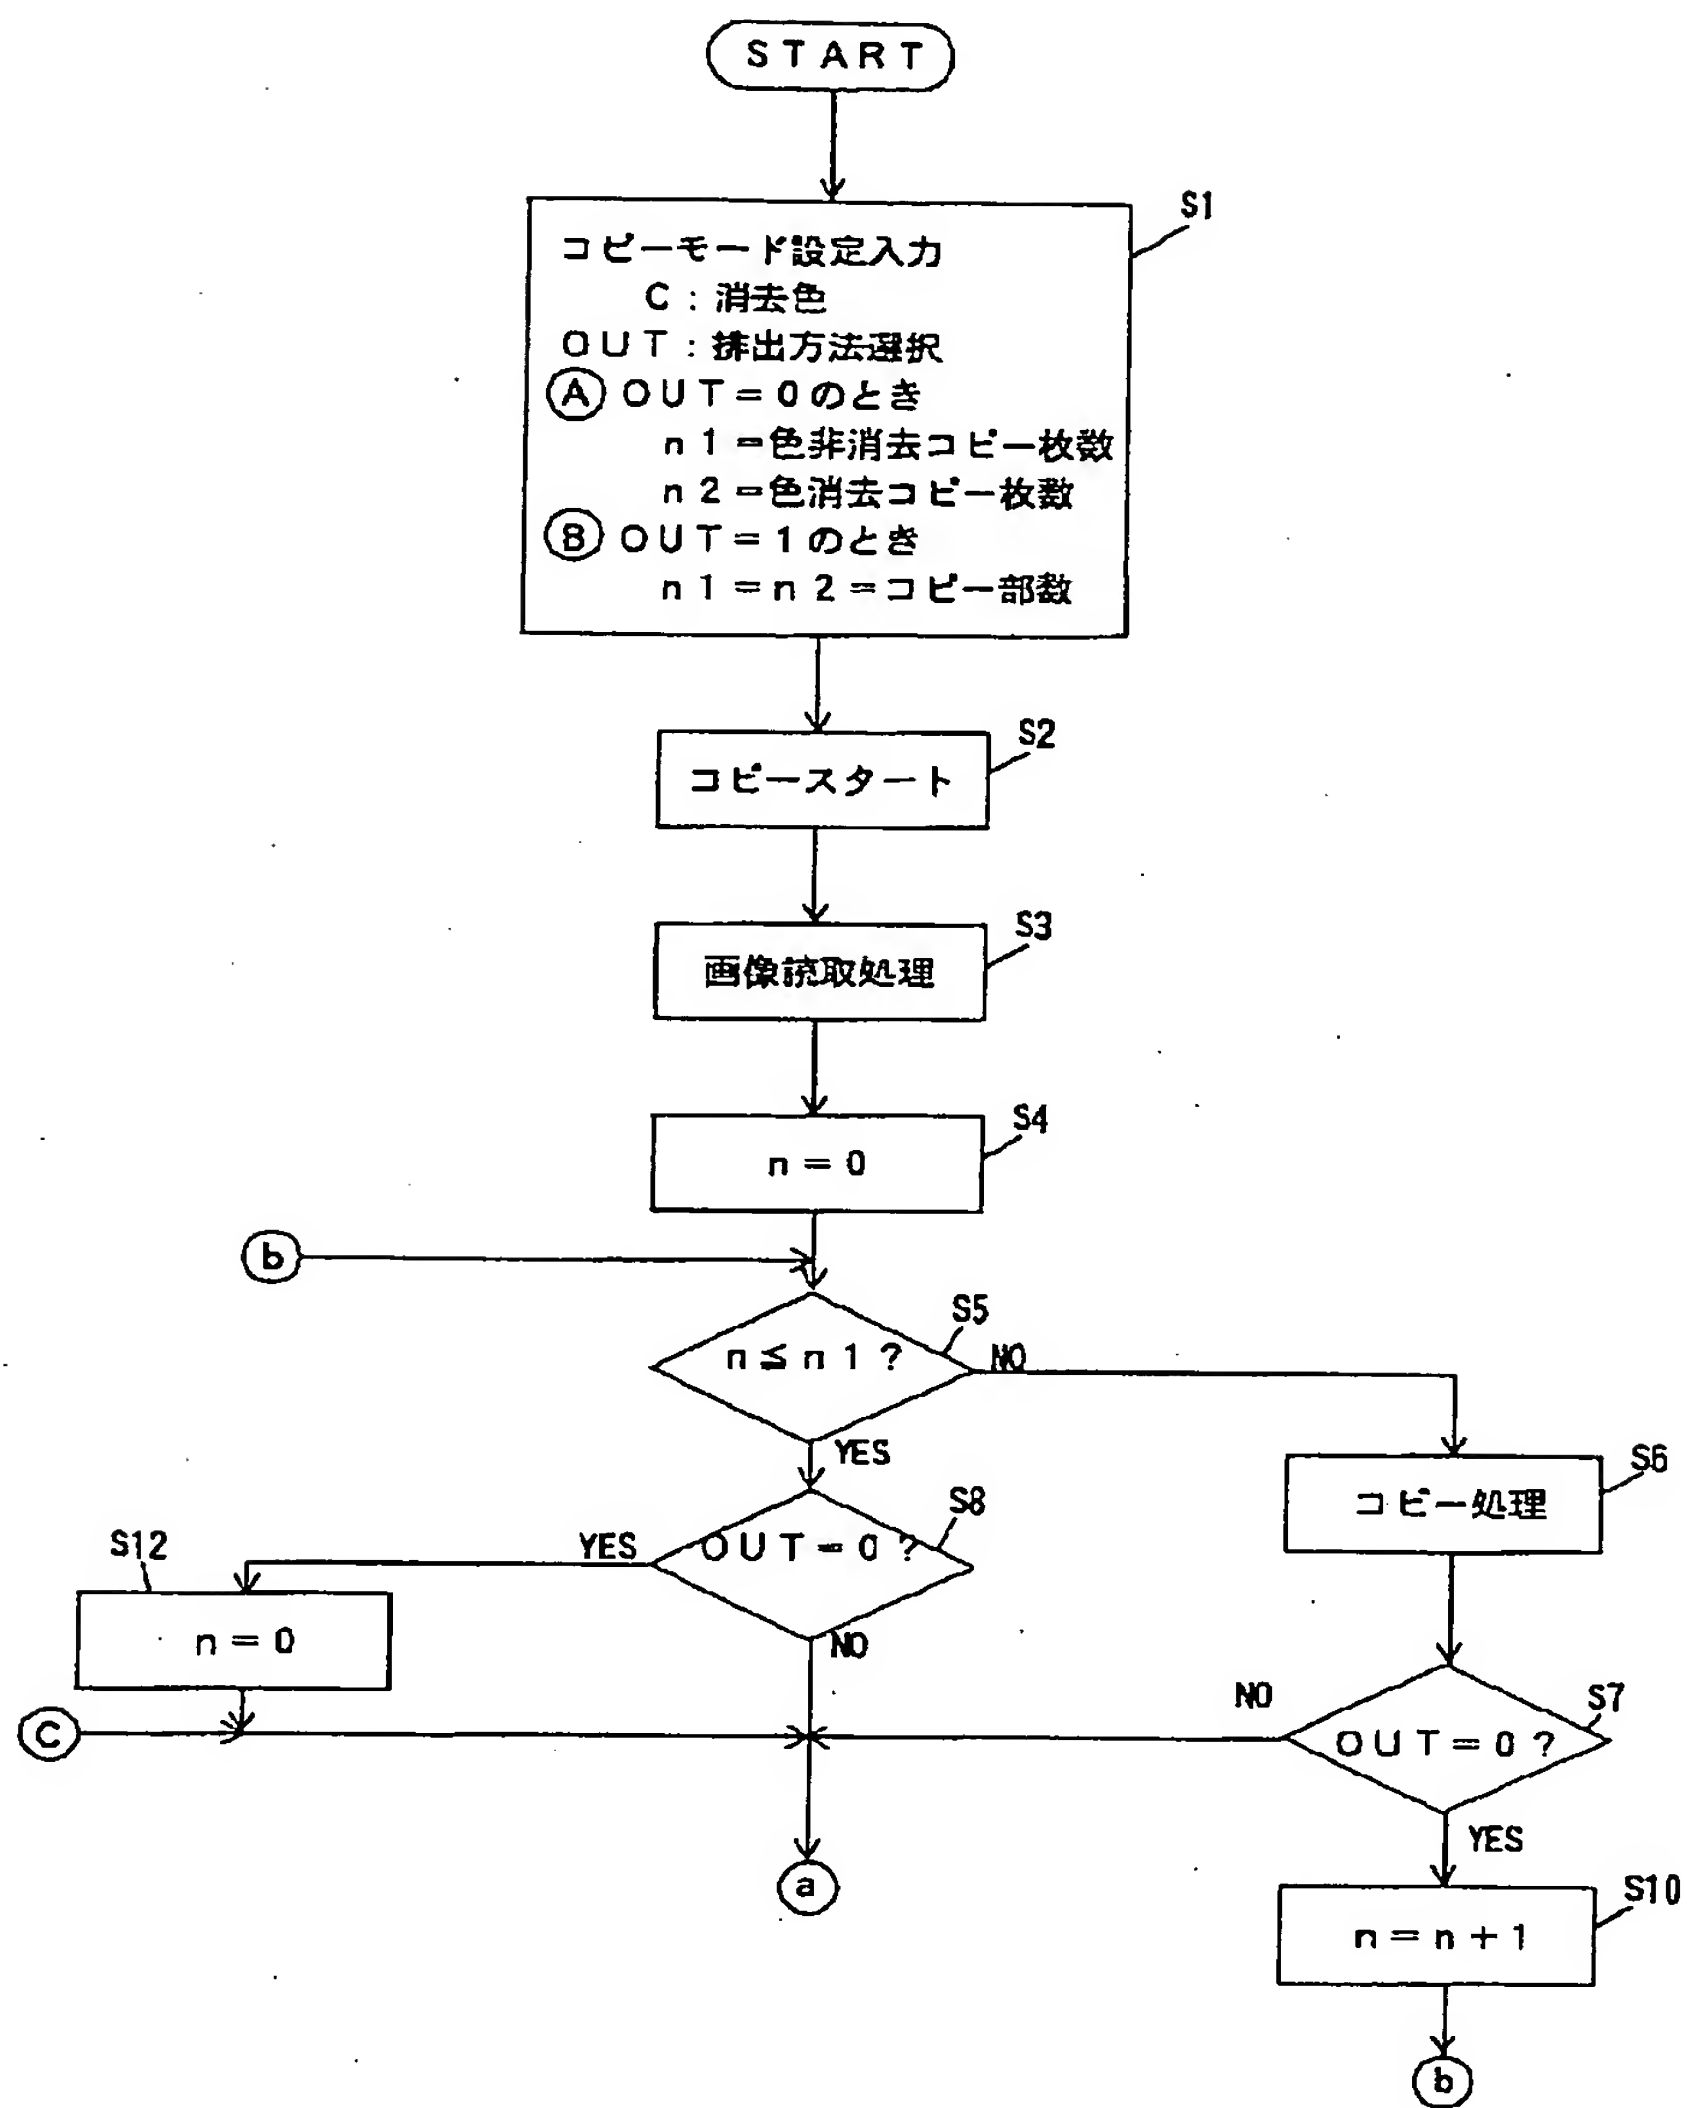 START
S1
コピーモード設定入力
C:消去色
OUT:排出方法選択
A OUT=0のとき
n1=色非消去コピー枚数
n2=色消去コピー枚数
B OUT=1のとき
n1=n2=コピー部数
S2
コピースタート
S3
画像読取処理
S4
n=0
b
S5
n≦n1?
NO
YES
S6
コピー処理
S8
OUT=0?
YES
S12
n=0
NO
C
NO
S7
OUT=0?
YES
a
S10
n=n+1
b